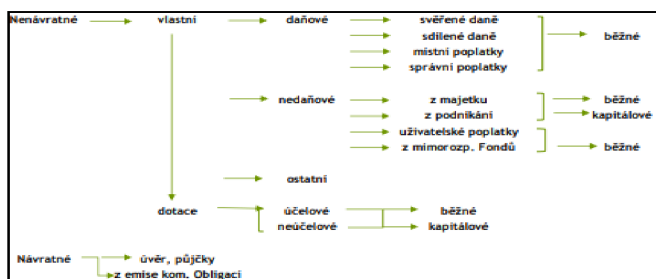 Nenávratné vlastní daňové svěřené daně
sdílené daně běžné
místní poplatky
správní poplatky
nedaňové z majetku běžné
z podnikání kapitálové
uživatelské poplatky
z mimorozp. Fondů běžné
ostatní
dotace účelové běžné
neúčelové kapitálové
Návratné úvěr, půjčky
z emise kom. Obligací